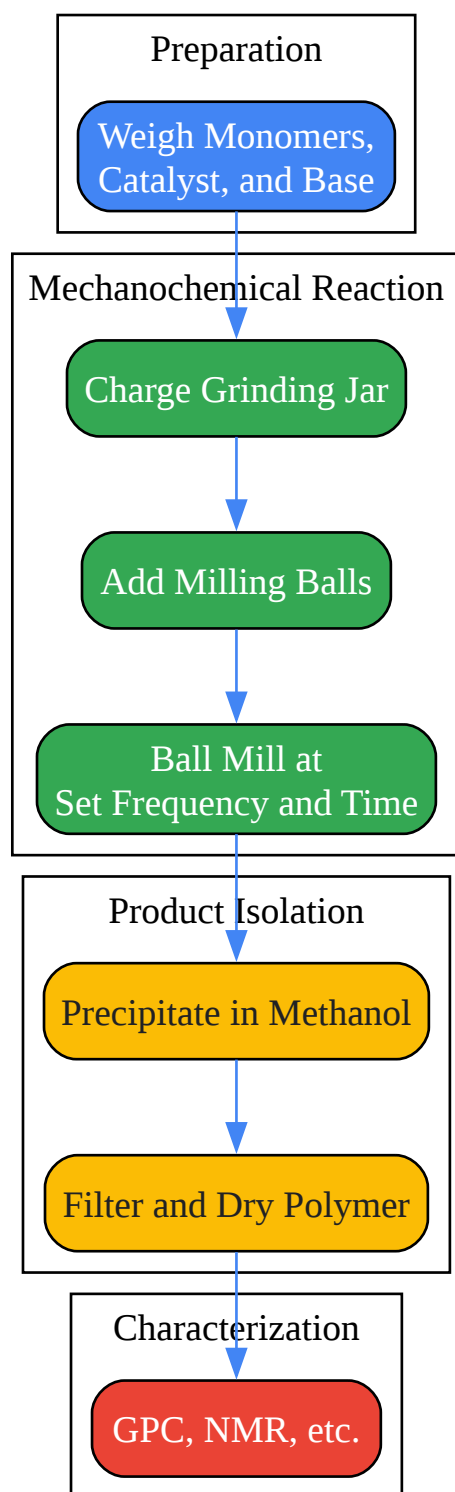 Preparation
Weigh Monomers,
Catalyst, and Base
Mechanochemical Reaction
Charge Grinding Jar
Add Milling Balls
Ball Mill at
Set Frequency and Time
Product Isolation
Precipitate in Methanol
Filter and Dry Polymer
Characterization
GPC, NMR, etc.